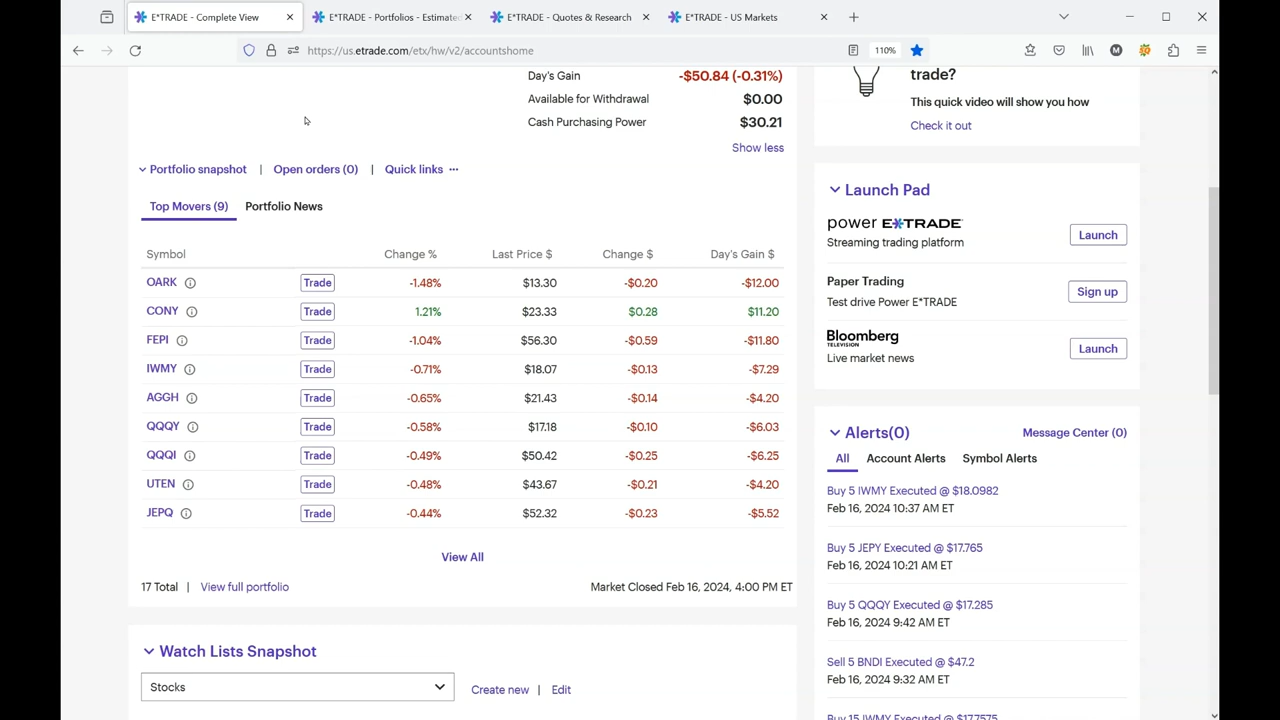 E*TRADE - Complete View
E*TRADE - Portfolios - Estimated
E*TRADE - Quotes & Research
E*TRADE - US Markets
https://us.etrade.com/etx/hw/v2/accountshome
110%
Day's Gain -$50.84 (-0.31%)
Available for Withdrawal $0.00
Cash Purchasing Power $30.21
Show less
Portfolio snapshot | Open orders (0) | Quick links ···
Top Movers (9) Portfolio News
Symbol Change % Last Price $ Change $ Day's Gain $
OARK Trade -1.48% $13.30 -$0.20 -$12.00
CONY Trade 1.21% $23.33 $0.28 $11.20
FEPI Trade -1.04% $56.30 -$0.59 -$11.80
IWMY Trade -0.71% $18.07 -$0.13 -$7.29
AGGH Trade -0.65% $21.43 -$0.14 -$4.20
QQQY Trade -0.58% $17.18 -$0.10 -$6.03
QQQI Trade -0.49% $50.42 -$0.25 -$6.25
UTEN Trade -0.48% $43.67 -$0.21 -$4.20
JEPQ Trade -0.44% $52.32 -$0.23 -$5.52
View All
17 Total | View full portfolio Market Closed Feb 16, 2024, 4:00 PM ET
Watch Lists Snapshot
Stocks Create new | Edit
trade?
This quick video will show you how
Check it out
Launch Pad
power E*TRADE
Streaming trading platform
Launch
Paper Trading
Test drive Power E*TRADE
Sign up
Bloomberg
TELEVISION
Live market news
Launch
Alerts(0) Message Center (0)
All Account Alerts Symbol Alerts
Buy 5 IWMY Executed @ $18.0982
Feb 16, 2024 10:37 AM ET
Buy 5 JEPY Executed @ $17.765
Feb 16, 2024 10:21 AM ET
Buy 5 QQQY Executed @ $17.285
Feb 16, 2024 9:42 AM ET
Sell 5 BNDI Executed @ $47.2
Feb 16, 2024 9:32 AM ET
Buy 15 IWMY Executed @ $17.7575